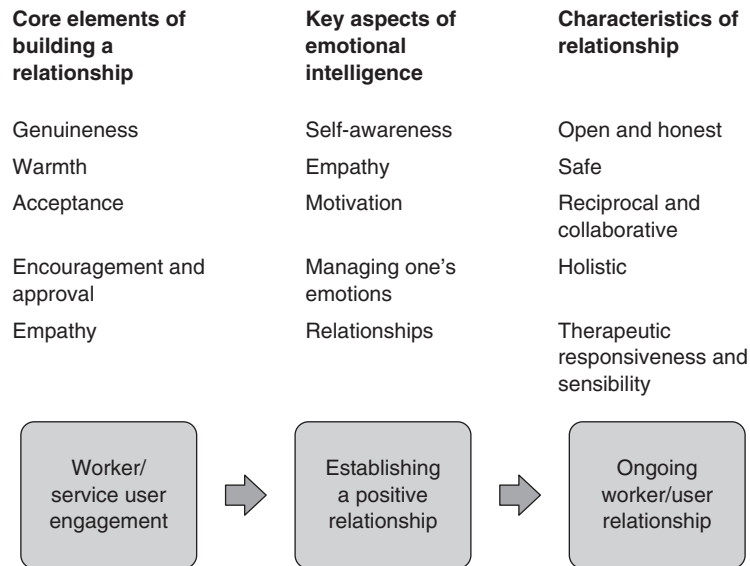 Core elements of
building a
relationship
Genuineness
Warmth
Acceptance
Encouragement and
approval
Empathy
Key aspects of
emotional
intelligence
Self-awareness
Empathy
Motivation
Managing one's
emotions
Relationships
Characteristics of
relationship
Open and honest
Safe
Reciprocal and
collaborative
Holistic
Therapeutic
responsiveness and
sensibility
Worker/
service user
engagement
Establishing
a positive
relationship
Ongoing
worker/user
relationship